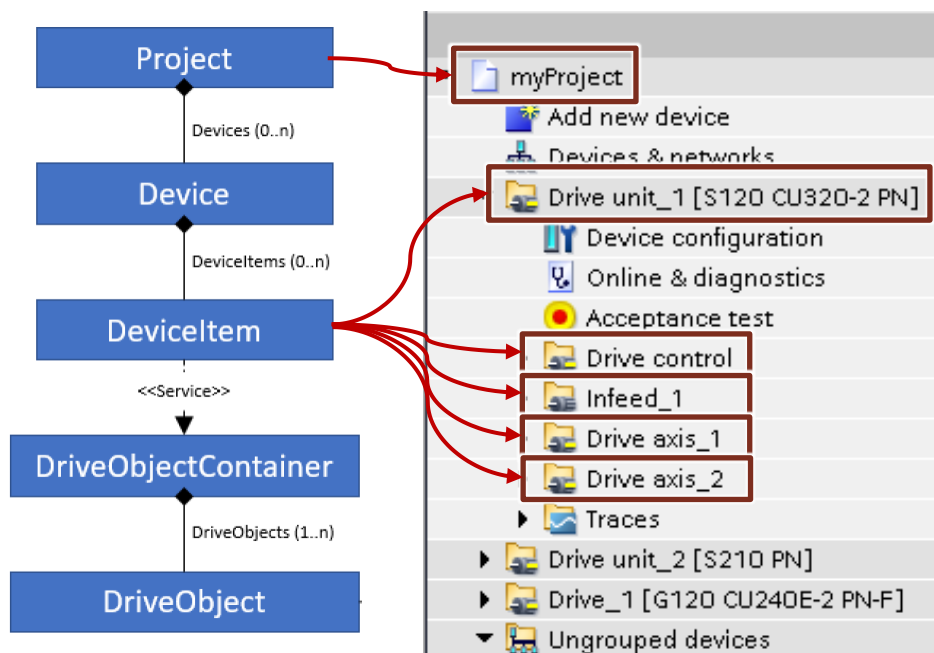 Project
Devices (0..n)
Device
DeviceItems (0..n)
DeviceItem
<<Service>>
DriveObjectContainer
DriveObjects (1..n)
DriveObject
myProject
Add new device
Devices & networks
Drive unit_1 [S120 CU320-2 PN]
Device configuration
Online & diagnostics
Acceptance test
Drive control
Infeed_1
Drive axis_1
Drive axis_2
Traces
Drive unit_2 [S210 PN]
Drive_1 [G120 CU240E-2 PN-F]
Ungrouped devices